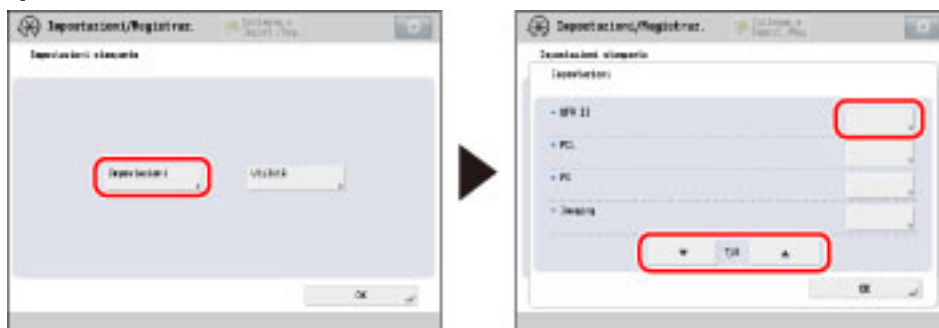 Impostazioni/Registraz.
Impostazioni stampante
Impostazioni
Utilità
OK
Impostazioni/Registraz.
Impostazioni stampante
Impostazioni
• UFR II
• PCL
• PS
• Imaging
OK